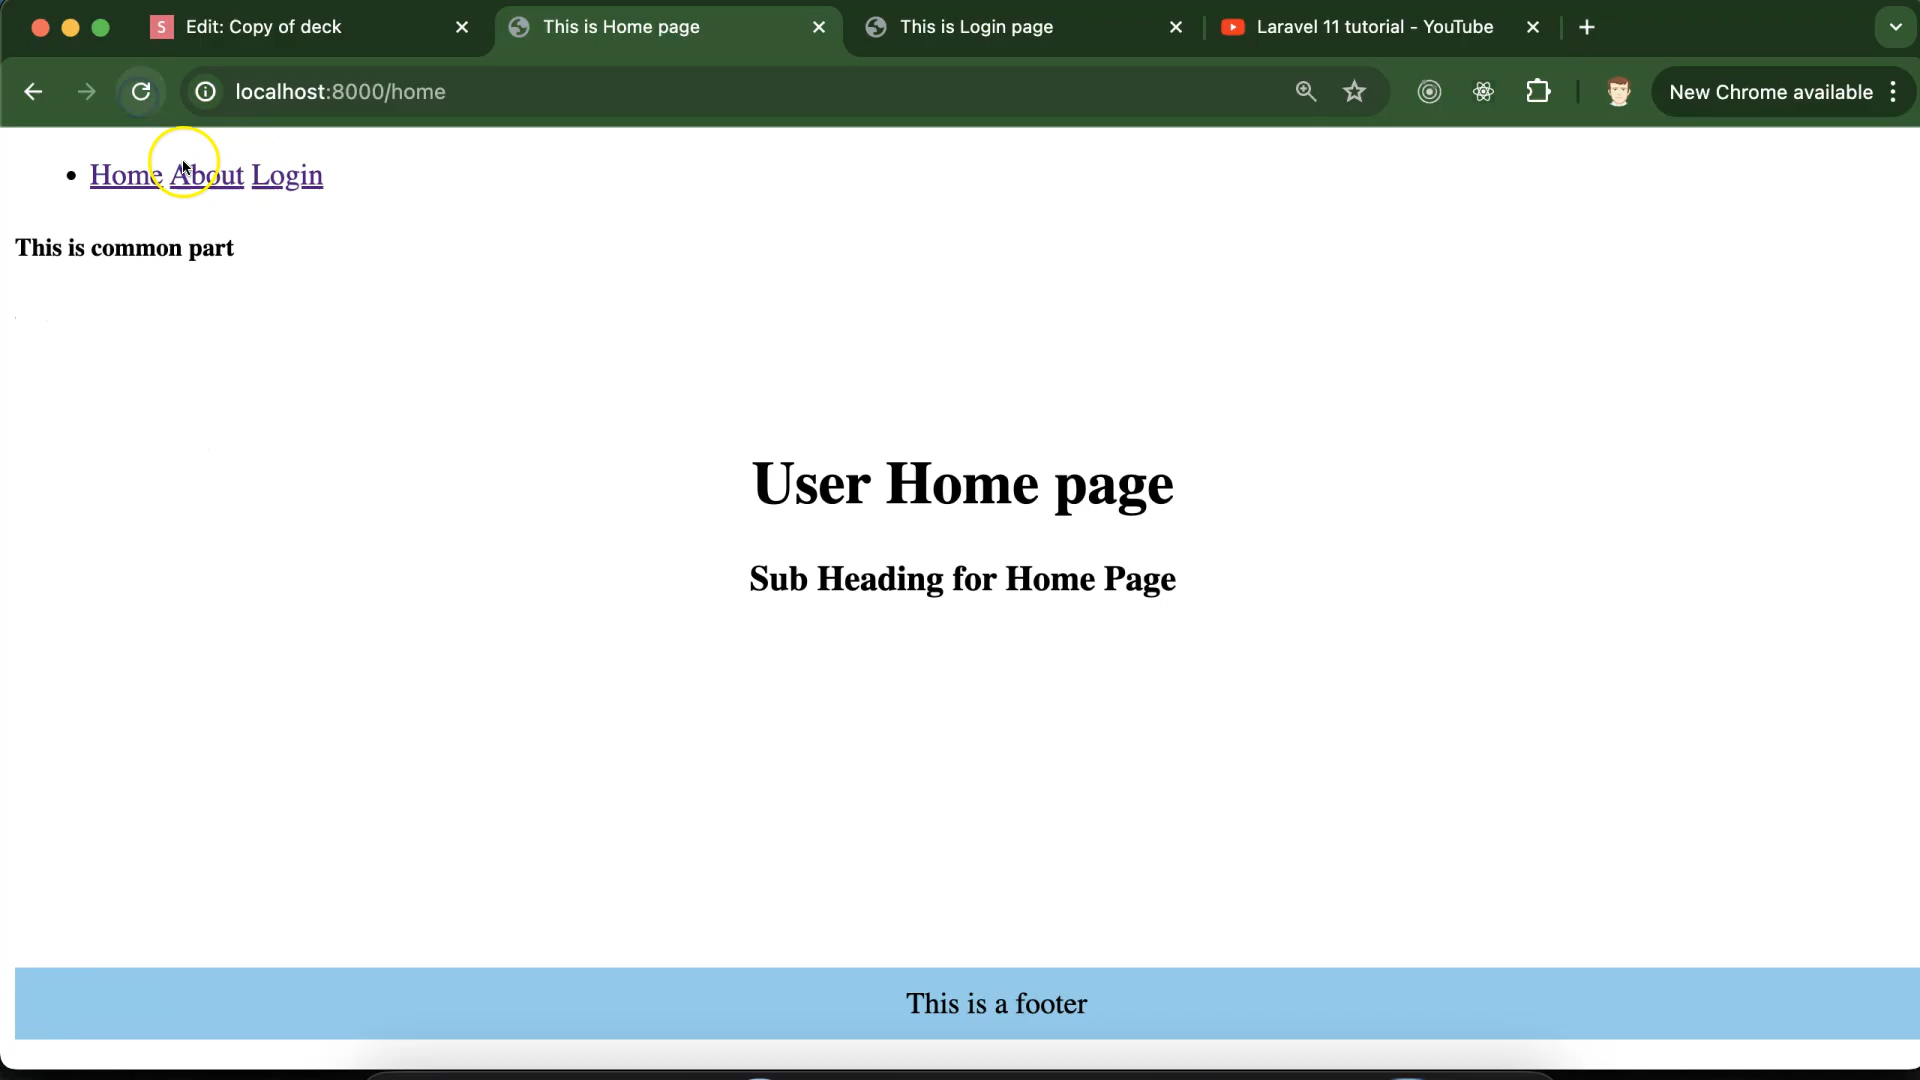 S Edit: Copy of deck
This is Home page
This is Login page
Laravel 11 tutorial - YouTube
localhost:8000/home
New Chrome available
Home About Login
This is common part
User Home page
Sub Heading for Home Page
This is a footer